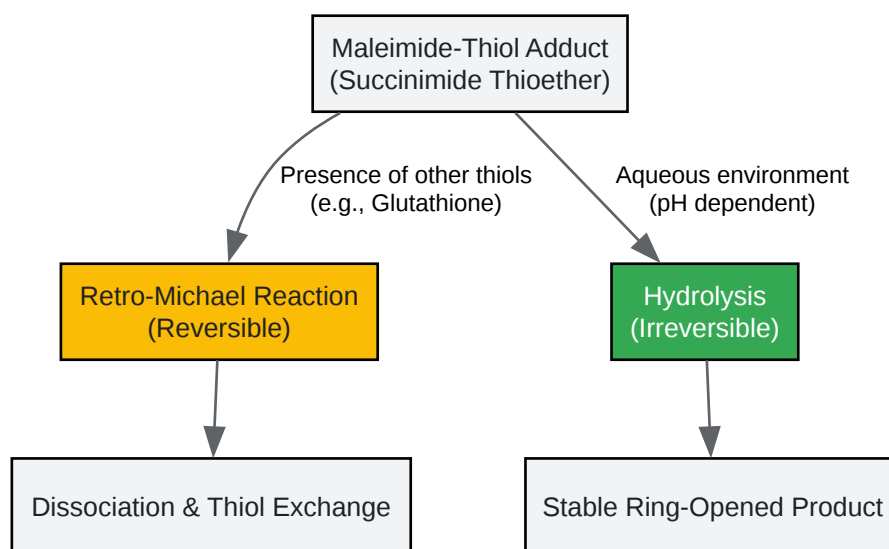 Maleimide-Thiol Adduct
(Succinimide Thioether)
Presence of other thiols
(e.g., Glutathione)
Aqueous environment
(pH dependent)
Retro-Michael Reaction
(Reversible)
Hydrolysis
(Irreversible)
Dissociation & Thiol Exchange
Stable Ring-Opened Product